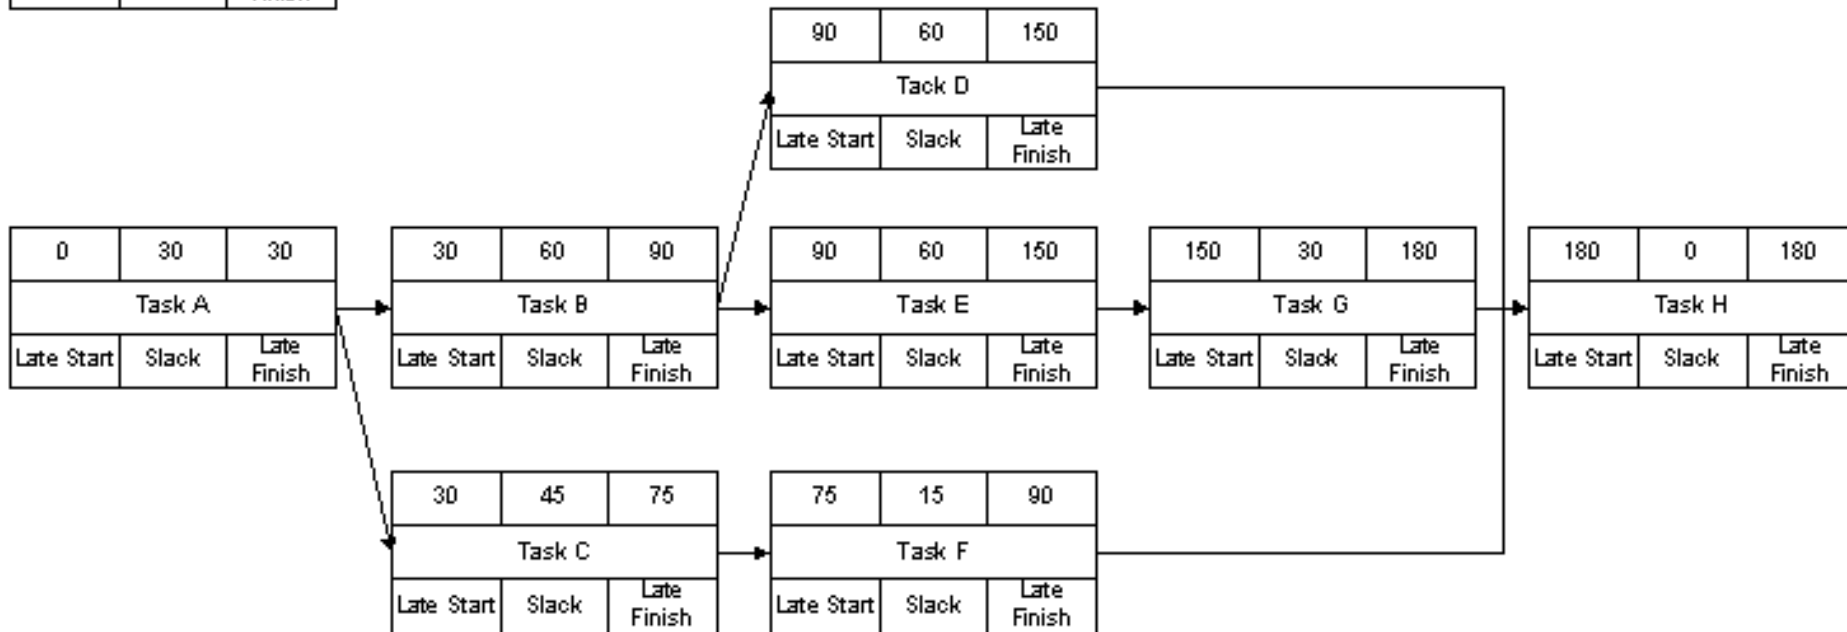 Finish
90 60 150
Tack D
Late Start Slack Late
Finish
0 30 30
Task A
Late Start Slack Late
Finish
30 60 90
Task B
Late Start Slack Late
Finish
90 60 150
Task E
Late Start Slack Late
Finish
150 30 180
Task G
Late Start Slack Late
Finish
180 0 180
Task H
Late Start Slack Late
Finish
30 45 75
Task C
Late Start Slack Late
Finish
75 15 90
Task F
Late Start Slack Late
Finish